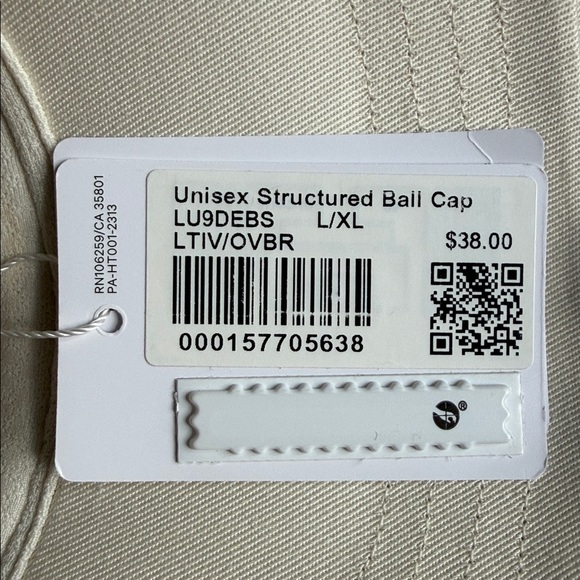 RN106259/CA 35801
PA-HT001-2313
Unisex Structured Ball Cap
LU9DEBS L/XL
LTIV/OVBR $38.00
000157705638
®